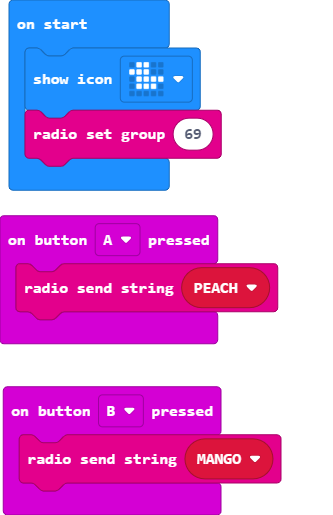 on start
show icon
radio set group 69
on button A pressed
radio send string PEACH
on button B pressed
radio send string MANGO